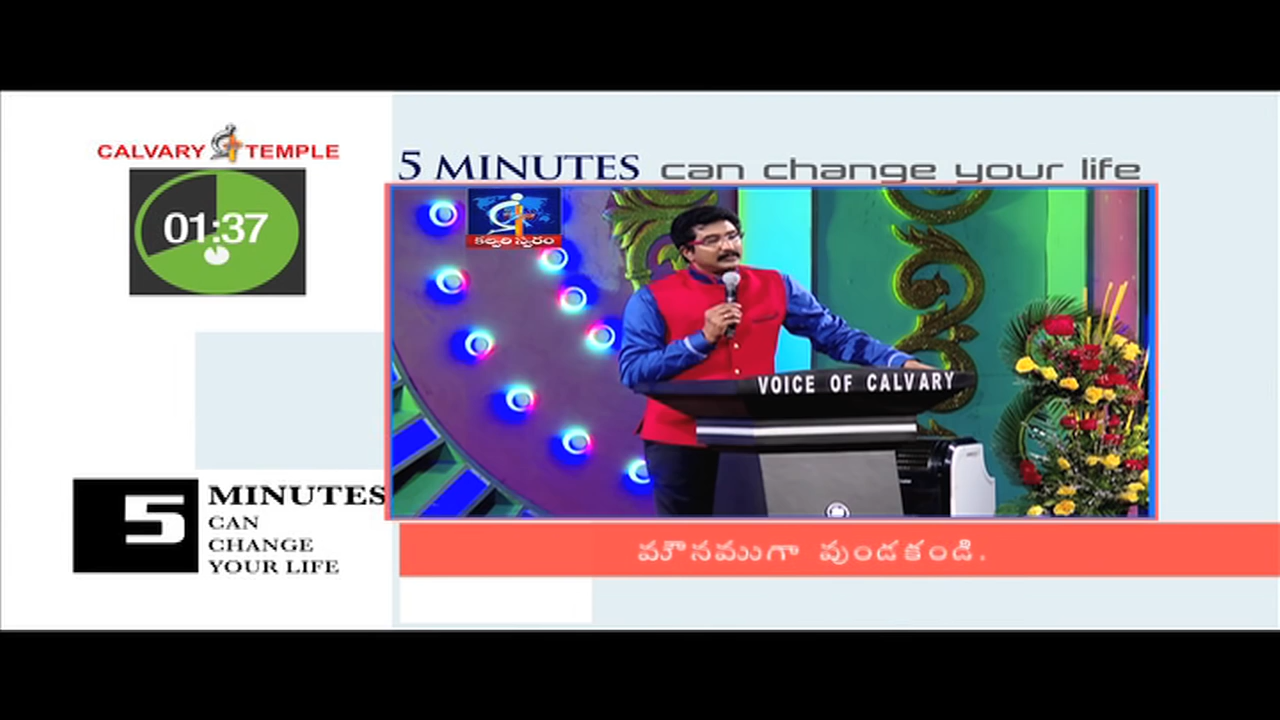 CALVARY TEMPLE
01:37
5 MINUTES can change your life
కల్వరి స్వరం
VOICE OF CALVARY
5 MINUTES
CAN
CHANGE
YOUR LIFE
మౌనముగా వుండకండి.